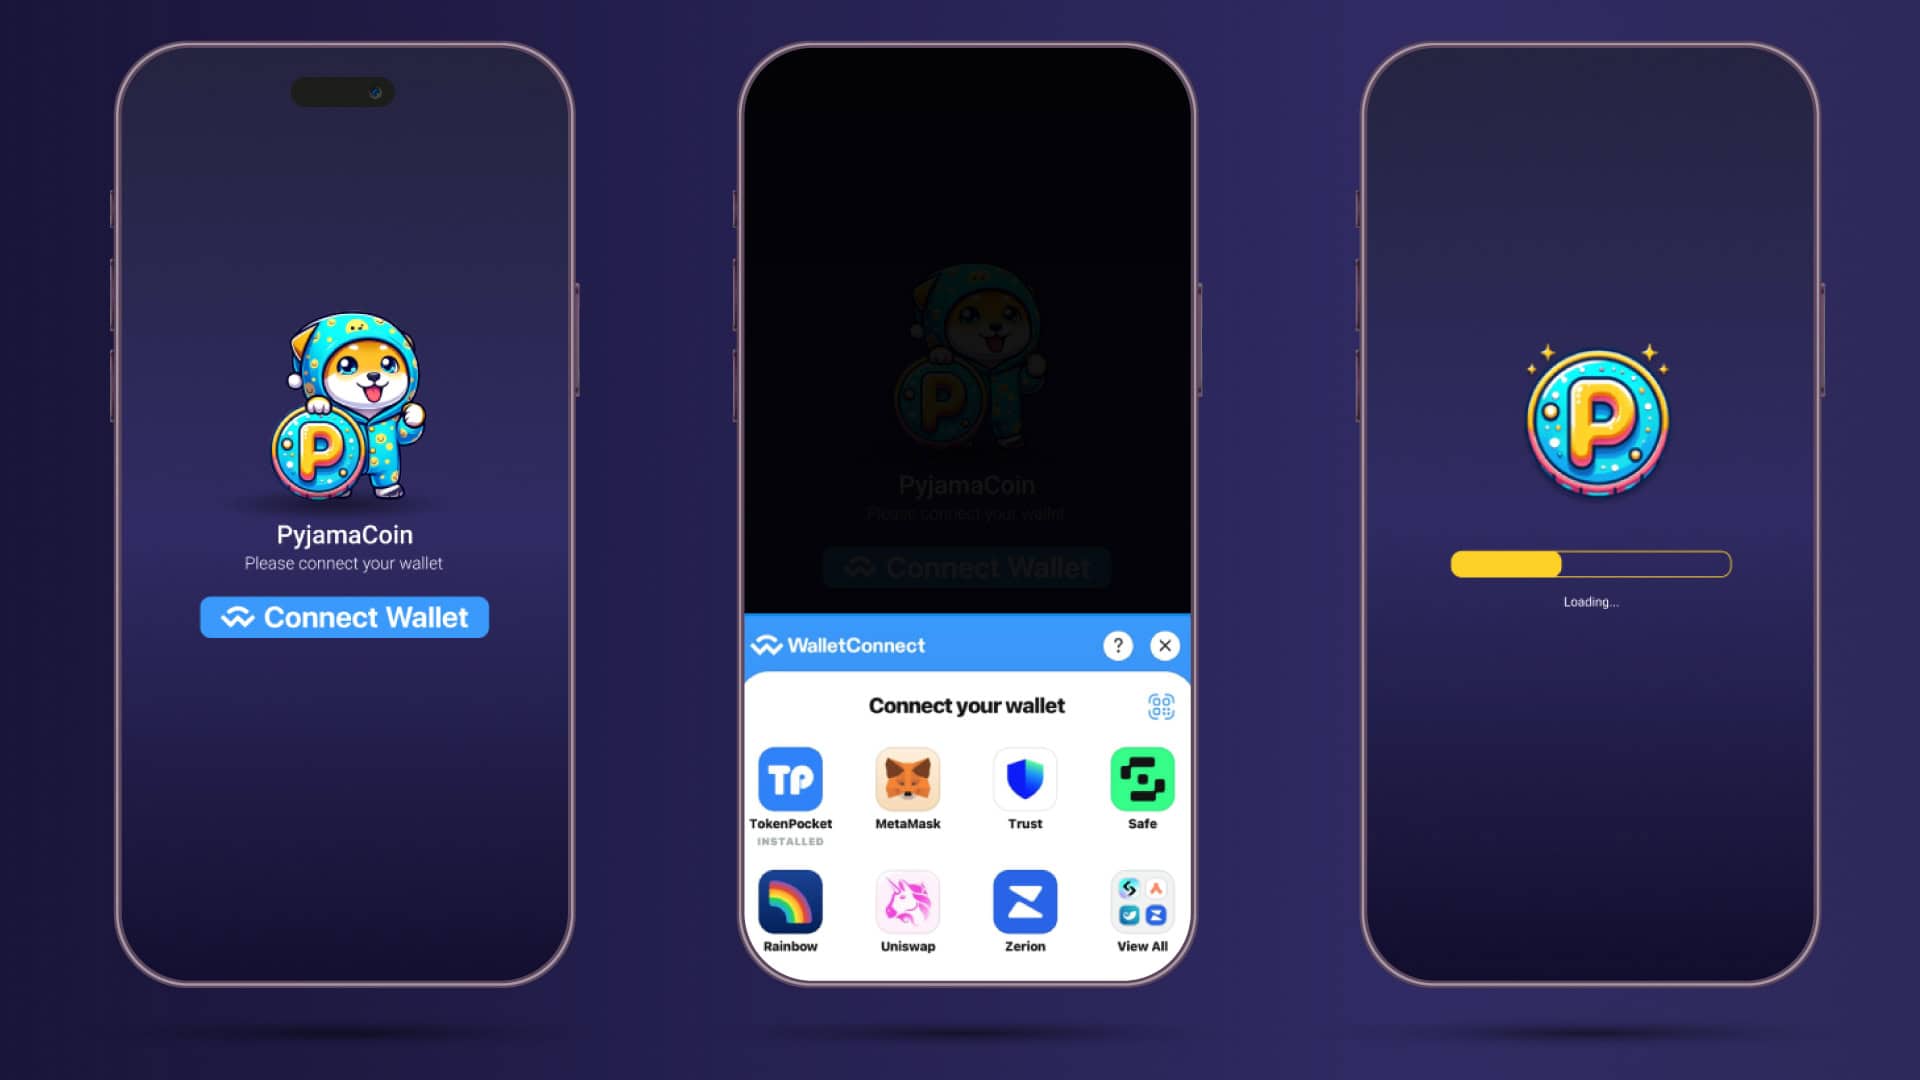 P
PyjamaCoin
Please connect your wallet
Connect Wallet
P
PyjamaCoin
Please connect your wallet
Connect Wallet
WalletConnect
?
Connect your wallet
TP
TokenPocket
MetaMask
Trust
Safe
INSTALLED
Rainbow
Uniswap
Zerion
View All
P
Loading...